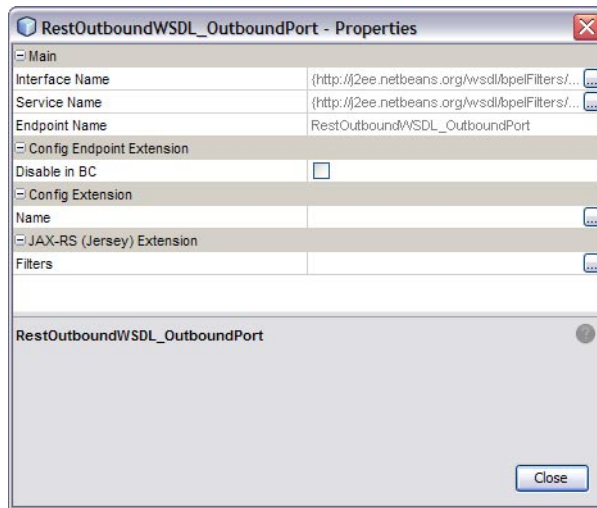 RestOutboundWSDL_OutboundPort - Properties
Main
Interface Name {http://j2ee.netbeans.org/wsdl/bpelFilters/... ...
Service Name {http://j2ee.netbeans.org/wsdl/bpelFilters/... ...
Endpoint Name RestOutboundWSDL_OutboundPort
Config Endpoint Extension
Disable in BC
Config Extension
Name ...
JAX-RS (Jersey) Extension
Filters ...
RestOutboundWSDL_OutboundPort ?
Close